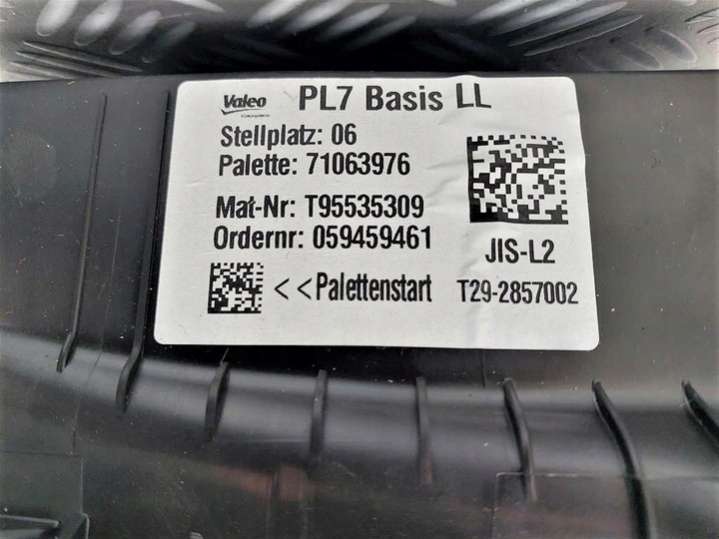 Valeo PL7 Basis LL
Stellplatz: 06
Palette: 71063976
Mat-Nr: T95535309
Ordernr: 059459461
JIS-L2
<<Palettenstart T29-2857002